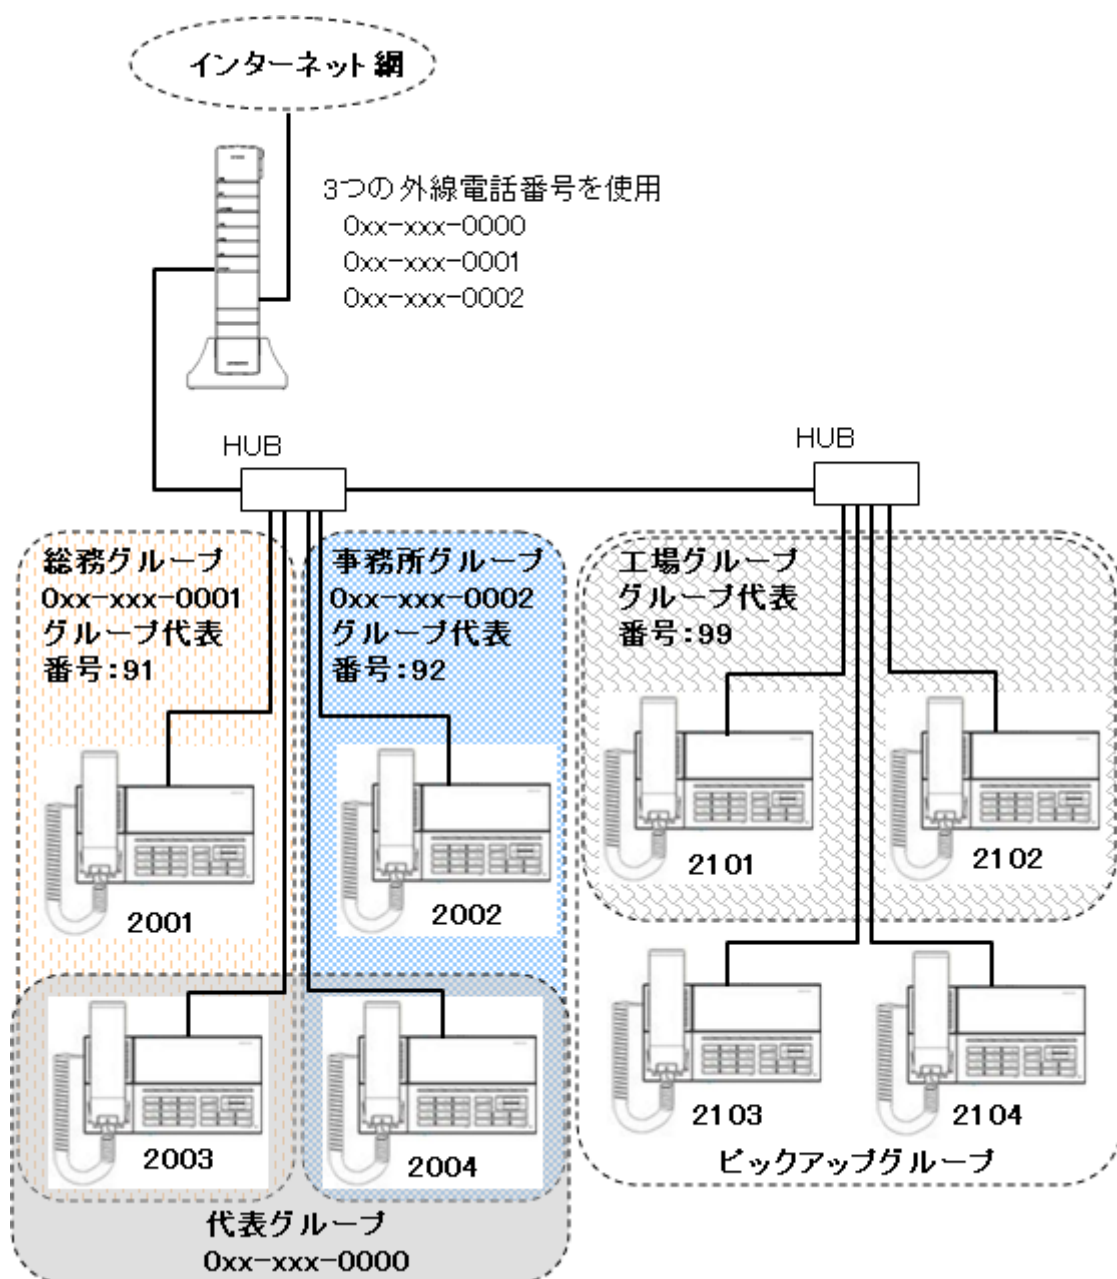 インターネット網
3つの外線電話番号を使用
0xx-xxx-0000
0xx-xxx-0001
0xx-xxx-0002
HUB
HUB
総務グループ
0xx-xxx-0001
グループ代表
番号:91
事務所グループ
0xx-xxx-0002
グループ代表
番号:92
工場グループ
グループ代表
番号:99
2001
2002
2101
2102
2003
2004
2103
2104
ピックアップグループ
代表グループ
0xx-xxx-0000